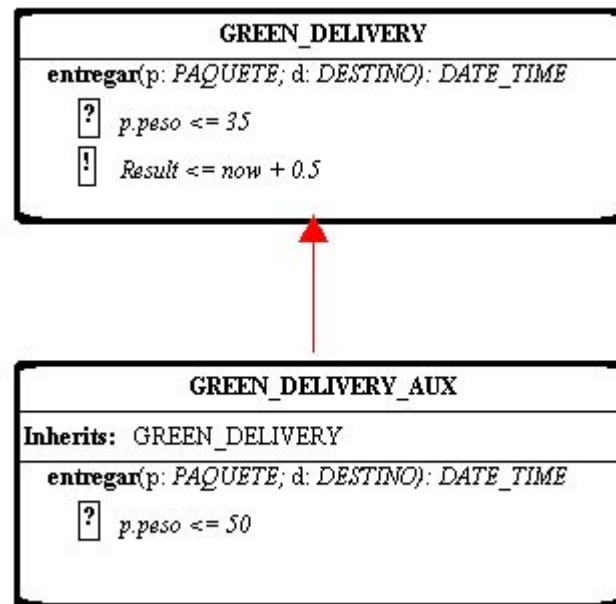 GREEN_DELIVERY
entregar(p: PAQUETE; d: DESTINO): DATE_TIME
? p.peso <= 35
! Result <= now + 0.5
GREEN_DELIVERY_AUX
Inherits: GREEN_DELIVERY
entregar(p: PAQUETE; d: DESTINO): DATE_TIME
? p.peso <= 50